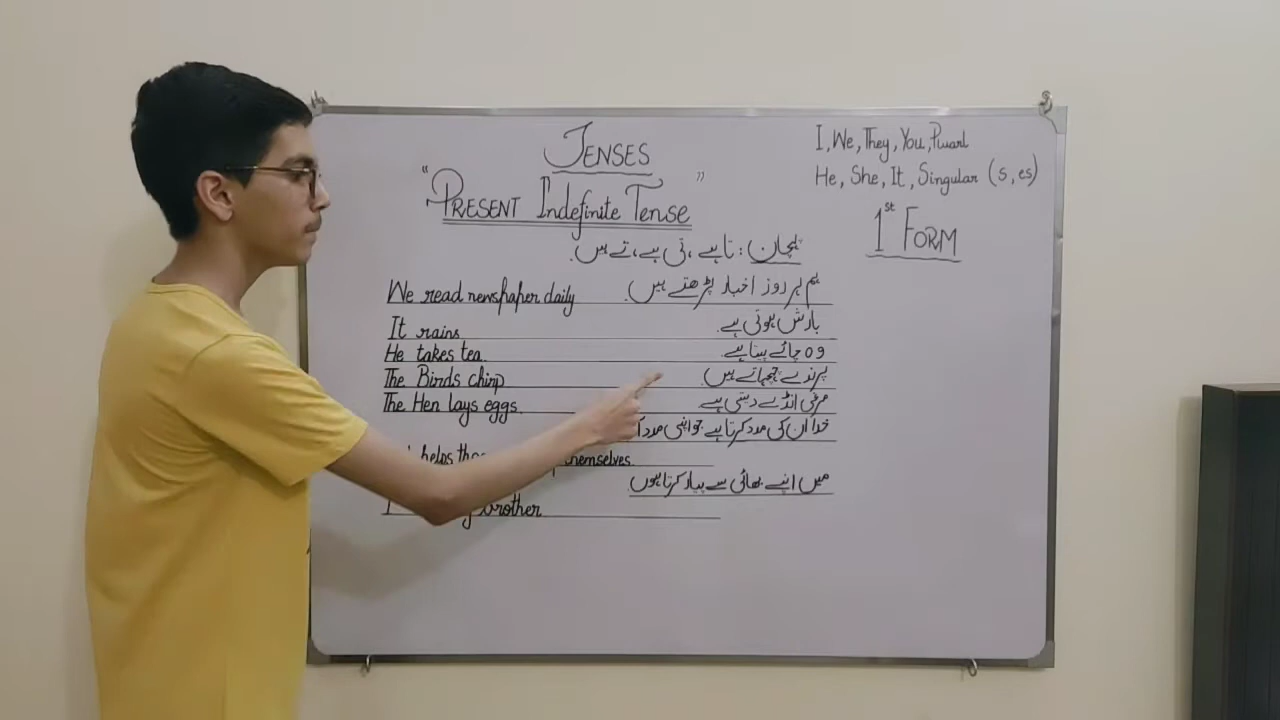 TENSES
"PRESENT Indefinite Tense"
پہچان: تا ہے، تی ہے، تے ہیں.
ہم ہر روز اخبار پڑھتے ہیں.
We read newspaper daily
بارش ہوتی ہے.
It rains
وہ چائے پیتا ہے.
He takes tea
پرندے چہچہاتے ہیں.
The Birds chirp
مرغی انڈے دیتی ہے
The Hen lays eggs
خدا ان کی مدد کرتا ہے جو اپنی مدد
helps themselves
میں اپنے بھائی سے پیار کرتا ہوں
I brother
I, We, They, You, Plural
He, She, It, Singular (s, es)
1st FORM